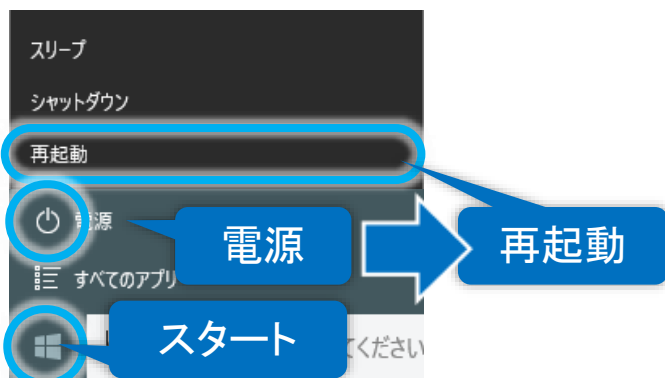 スリープ
シャットダウン
再起動
電源
電源
再起動
すべてのアプリ
スタート
ください